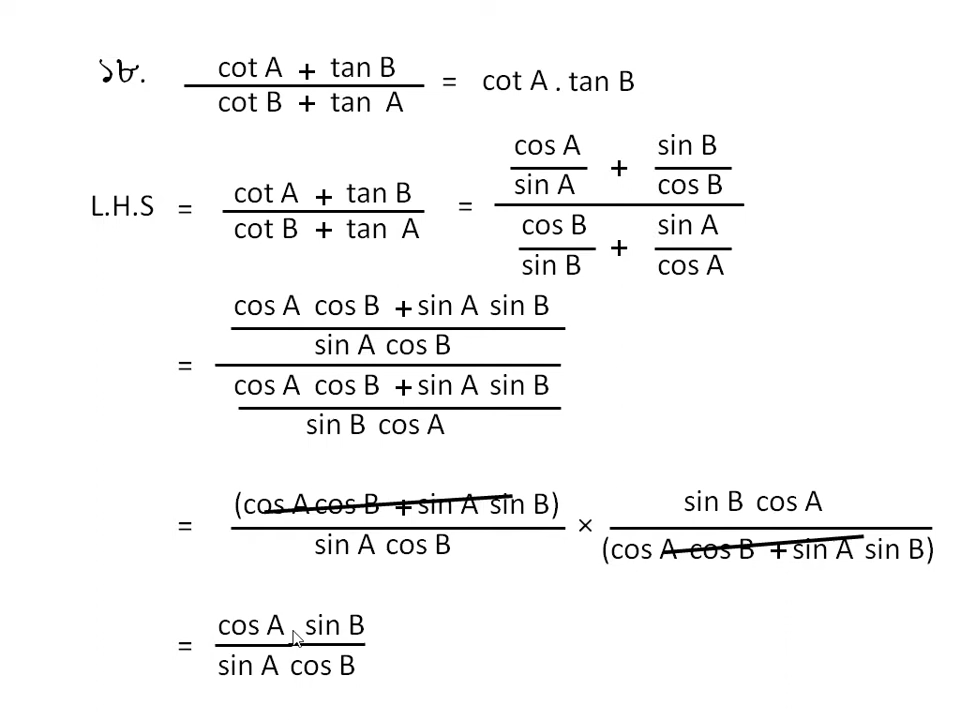 ১৮. (cot A + tan B) / (cot B + tan A) = cot A . tan B
L.H.S = (cot A + tan B) / (cot B + tan A) = (cos A / sin A + sin B / cos B) / (cos B / sin B + sin A / cos A)
= ((cos A cos B + sin A sin B) / (sin A cos B)) / ((cos A cos B + sin A sin B) / (sin B cos A))
= (cos A cos B + sin A sin B) / (sin A cos B) × (sin B cos A) / (cos A cos B + sin A sin B)
= (cos A sin B) / (sin A cos B)